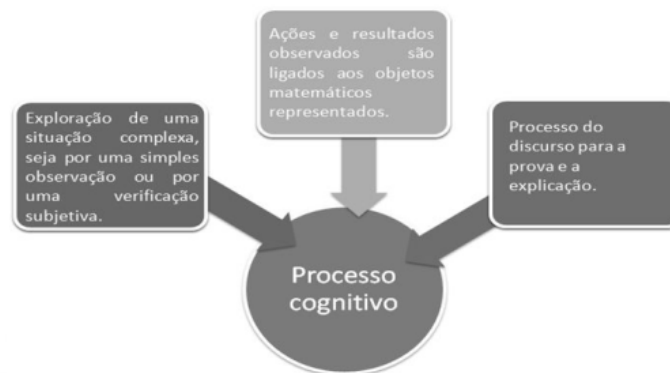 Exploração de uma
situação complexa,
seja por uma simples
observação ou por
uma verificação
subjetiva.
Ações e resultados
observados são
ligados aos objetos
matemáticos
representados.
Processo do
discurso para a
prova e a
explicação.
Processo
cognitivo